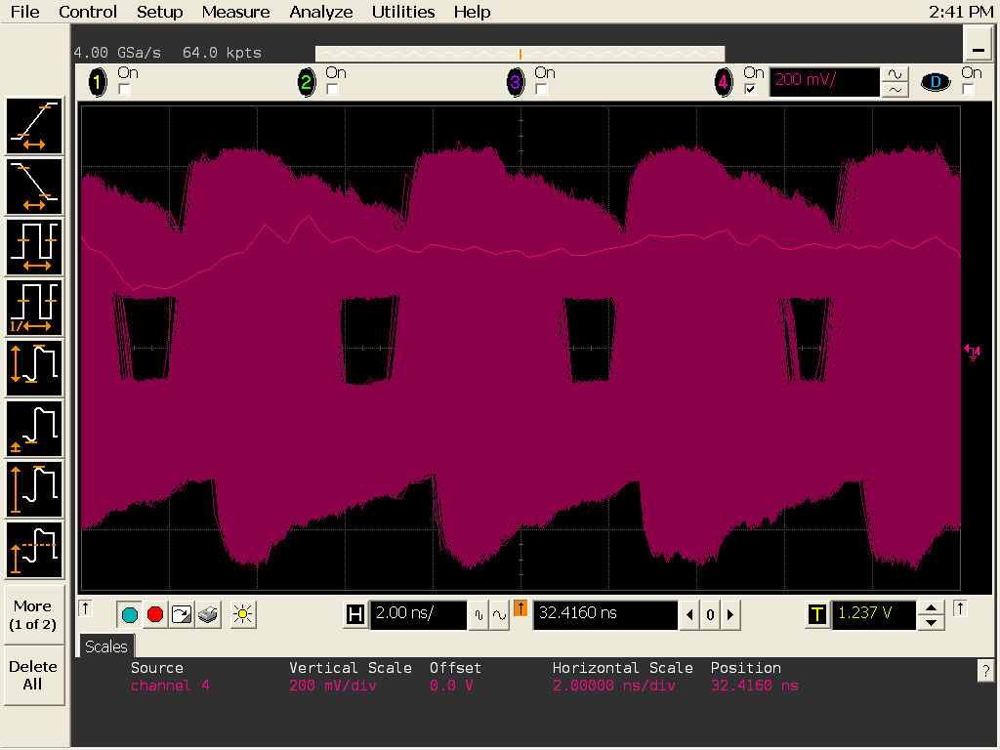 File Control Setup Measure Analyze Utilities Help 2:41 PM
4.00 GSa/s 64.0 kpts
1 On 2 On 3 On 4 On 200 mV/ D On
4
1/
More
(1 of 2)
Delete
All
H 2.00 ns/ 32.4160 ns 0 T 1.237 V
Scales
Source Vertical Scale Offset Horizontal Scale Position
channel 4 200 mV/div 0.0 V 2.00000 ns/div 32.4160 ns
?